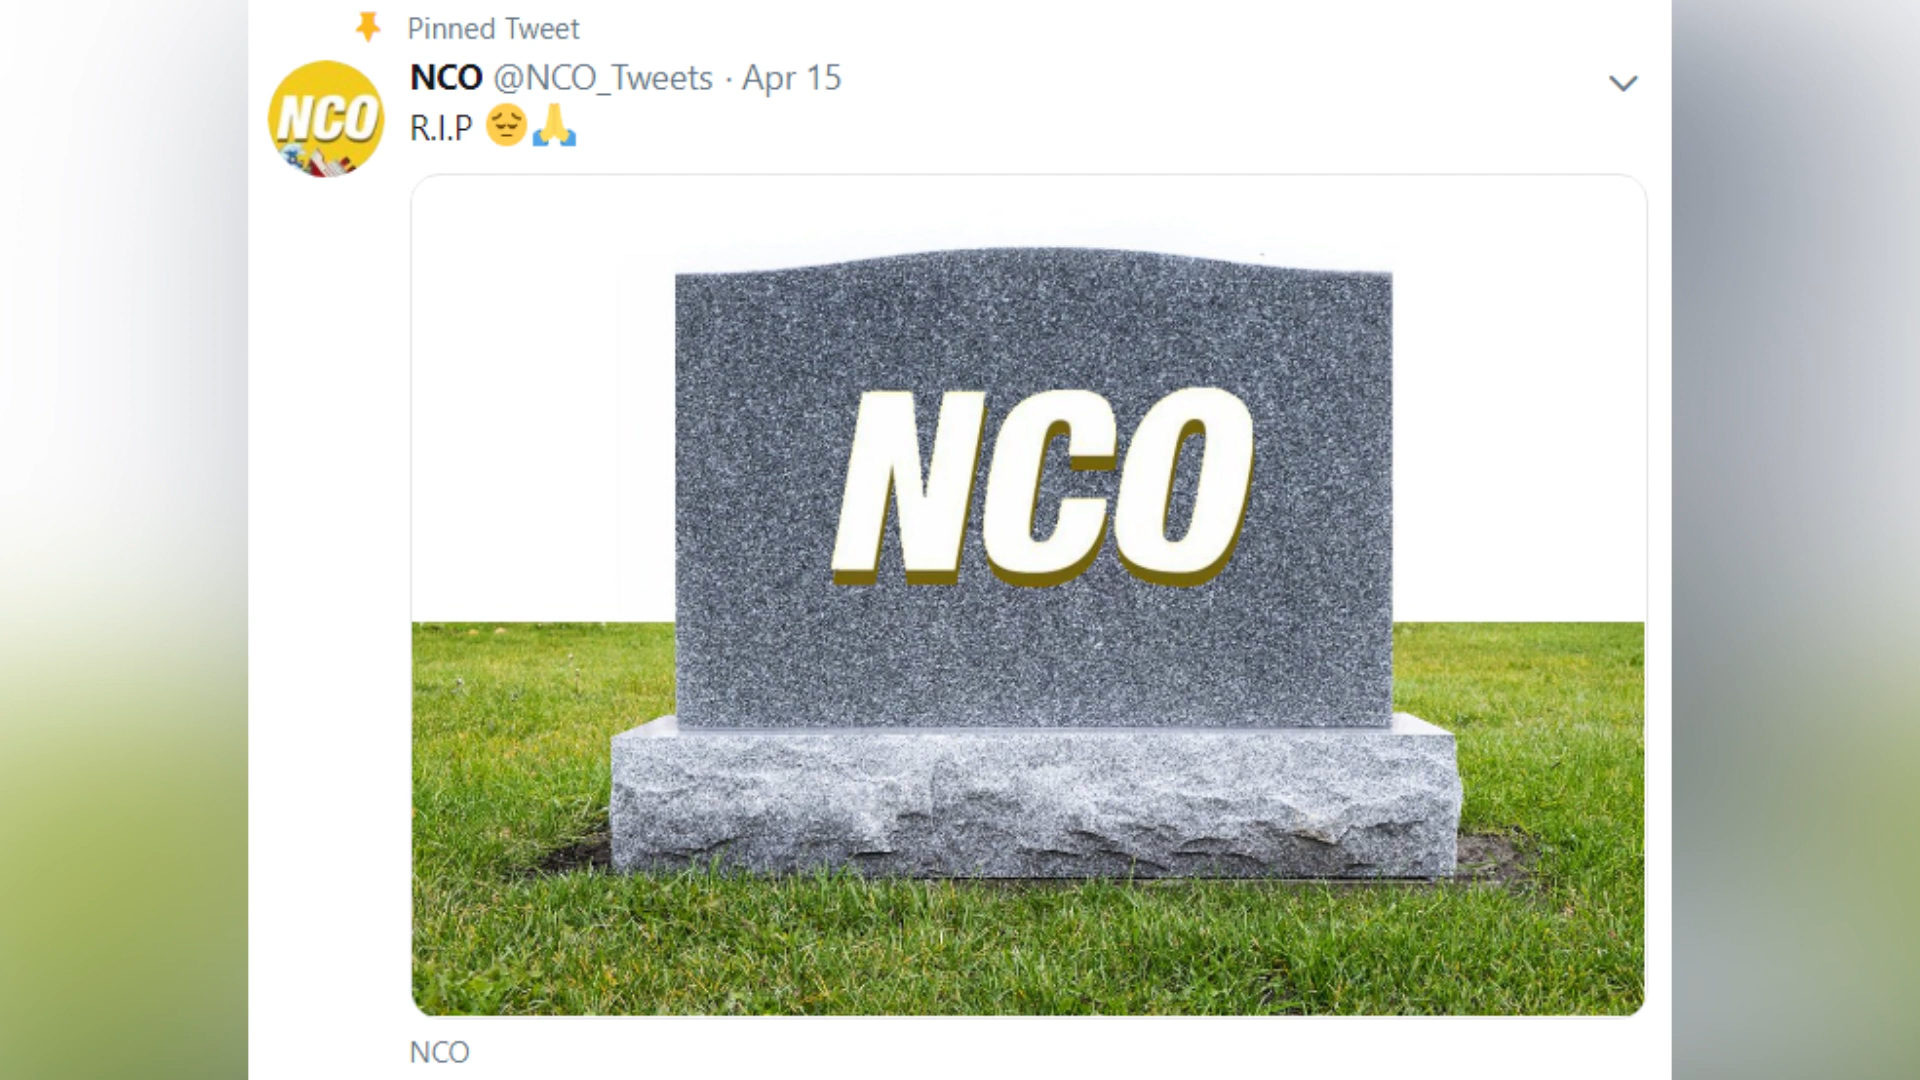 Pinned Tweet
NCO @NCO_Tweets · Apr 15
NCO
R.I.P 😔🙏
NCO
NCO